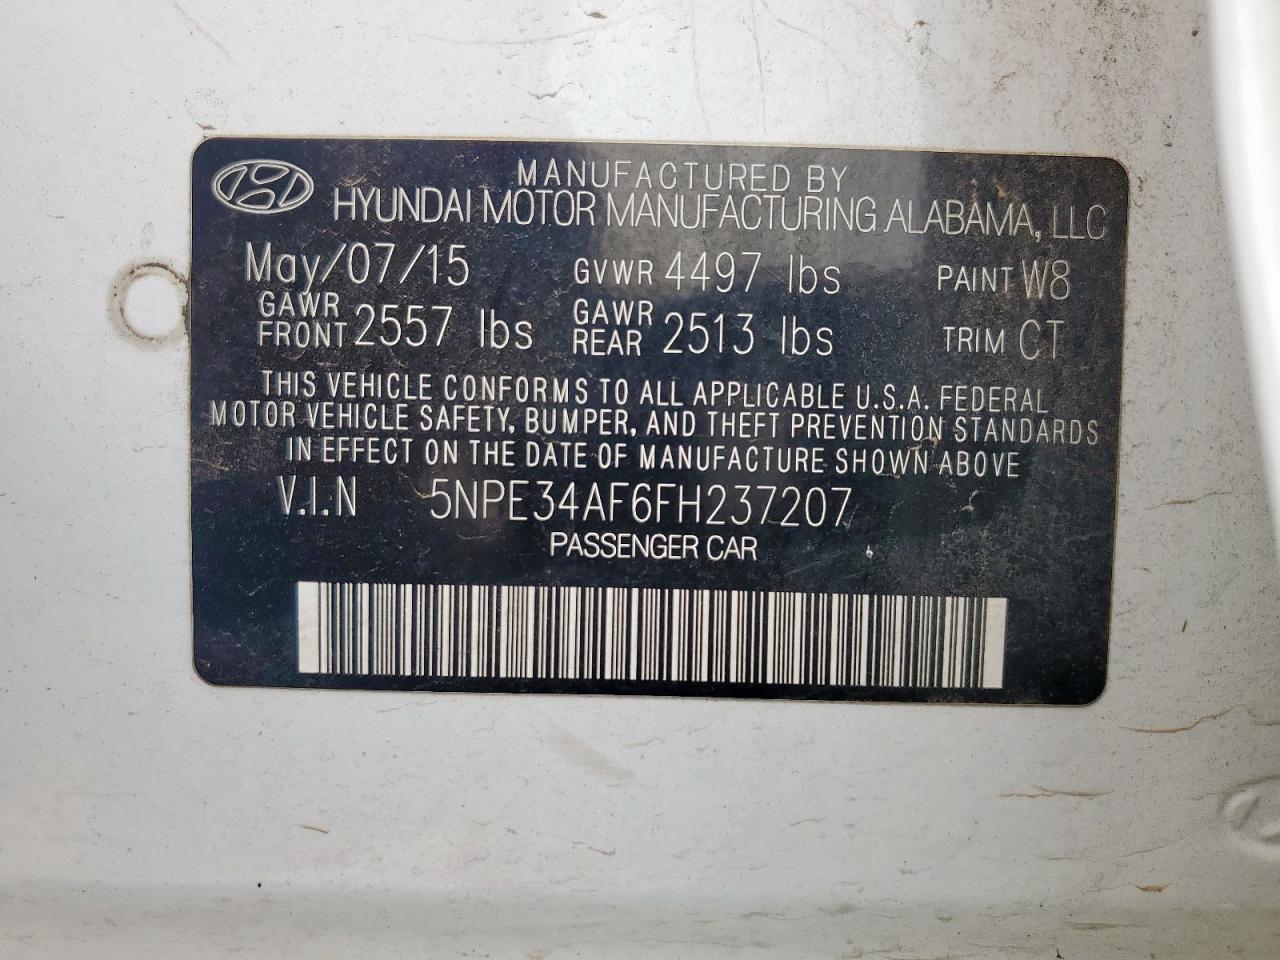 MANUFACTURED BY
HYUNDAI MOTOR MANUFACTURING ALABAMA, LLC
May/07/15 GVWR 4497 lbs PAINT W8
GAWR FRONT 2557 lbs GAWR REAR 2513 lbs TRIM CT
THIS VEHICLE CONFORMS TO ALL APPLICABLE U.S.A. FEDERAL
MOTOR VEHICLE SAFETY, BUMPER, AND THEFT PREVENTION STANDARDS
IN EFFECT ON THE DATE OF MANUFACTURE SHOWN ABOVE
V.I.N 5NPE34AF6FH237207
PASSENGER CAR